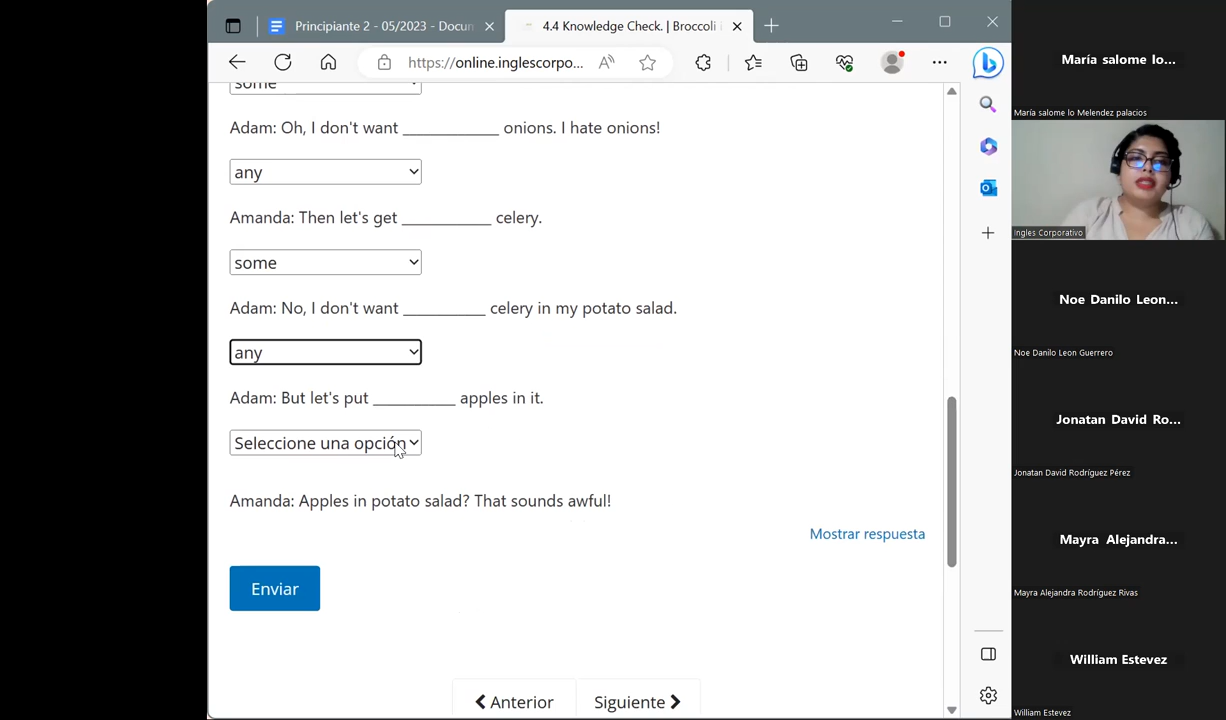 Principiante 2 - 05/2023 - Docun
4.4 Knowledge Check. | Broccoli i
https://online.inglescorpo...
some
Adam: Oh, I don't want ___________ onions. I hate onions!
any
Amanda: Then let's get __________ celery.
some
Adam: No, I don't want _________ celery in my potato salad.
any
Adam: But let's put _________ apples in it.
Seleccione una opción
Amanda: Apples in potato salad? That sounds awful!
Mostrar respuesta
Enviar
Anterior
Siguiente
María salome lo...
María salome lo Melendez palacios
Ingles Corporativo
Noe Danilo Leon...
Noe Danilo Leon Guerrero
Jonatan David Ro...
Jonatan David Rodríguez Pérez
Mayra Alejandra...
Mayra Alejandra Rodríguez Rivas
William Estevez
William Estevez